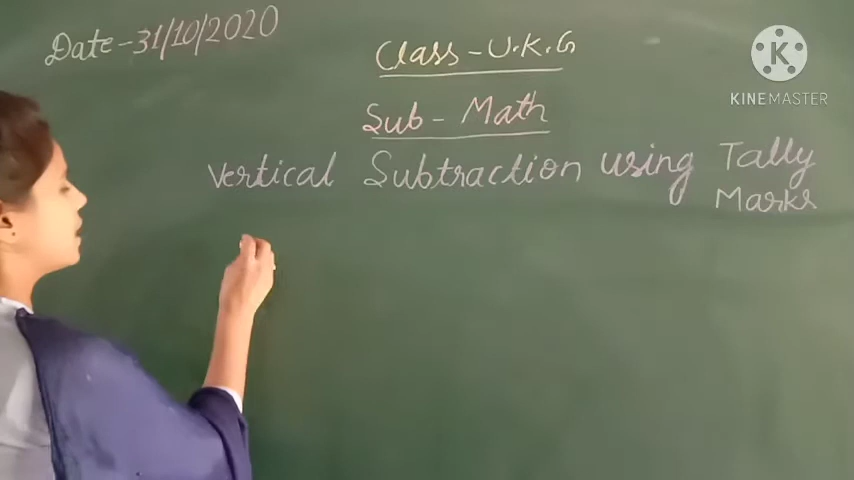 Date-31/10/2020
Class-U.K.G
Sub- Math
Vertical Subtraction using Tally
Marks
K
KINEMASTER